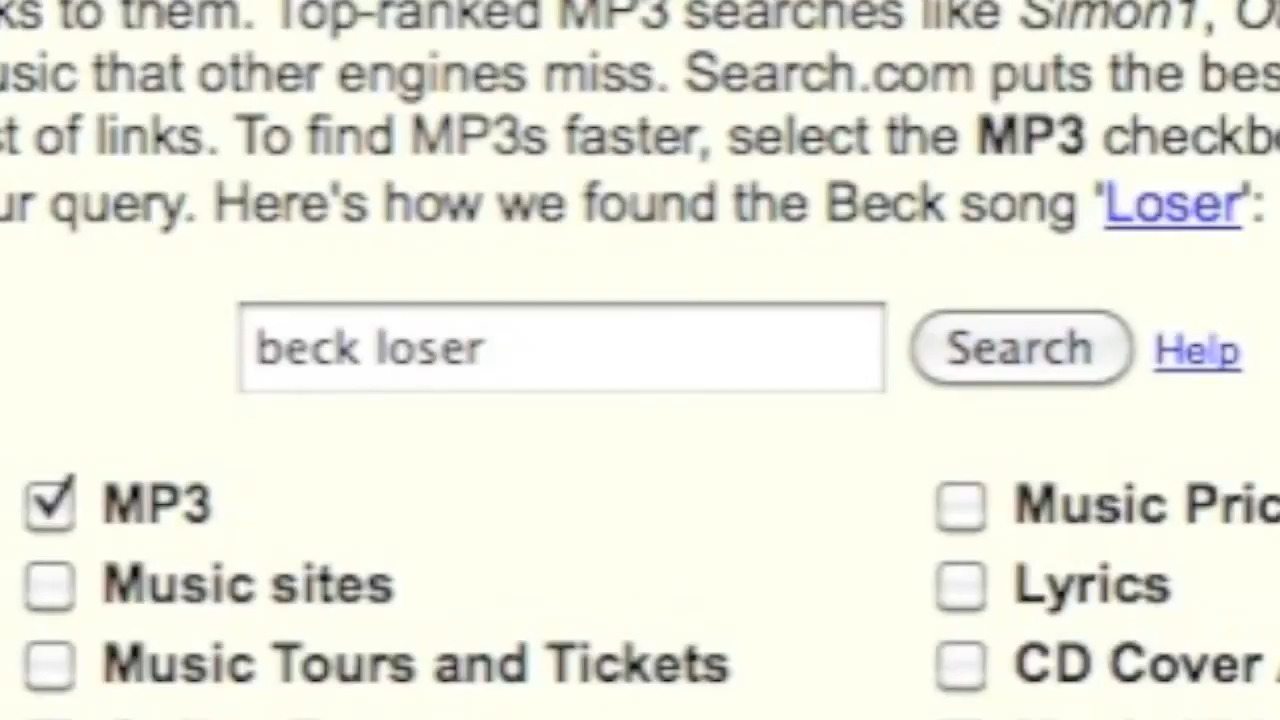 ks to them. Top-ranked MP3 searches like Simon1, O
usic that other engines miss. Search.com puts the bes
st of links. To find MP3s faster, select the MP3 checkb
ur query. Here's how we found the Beck song 'Loser':
beck loser Search Help
MP3 Music Pric
Music sites Lyrics
Music Tours and Tickets CD Cover